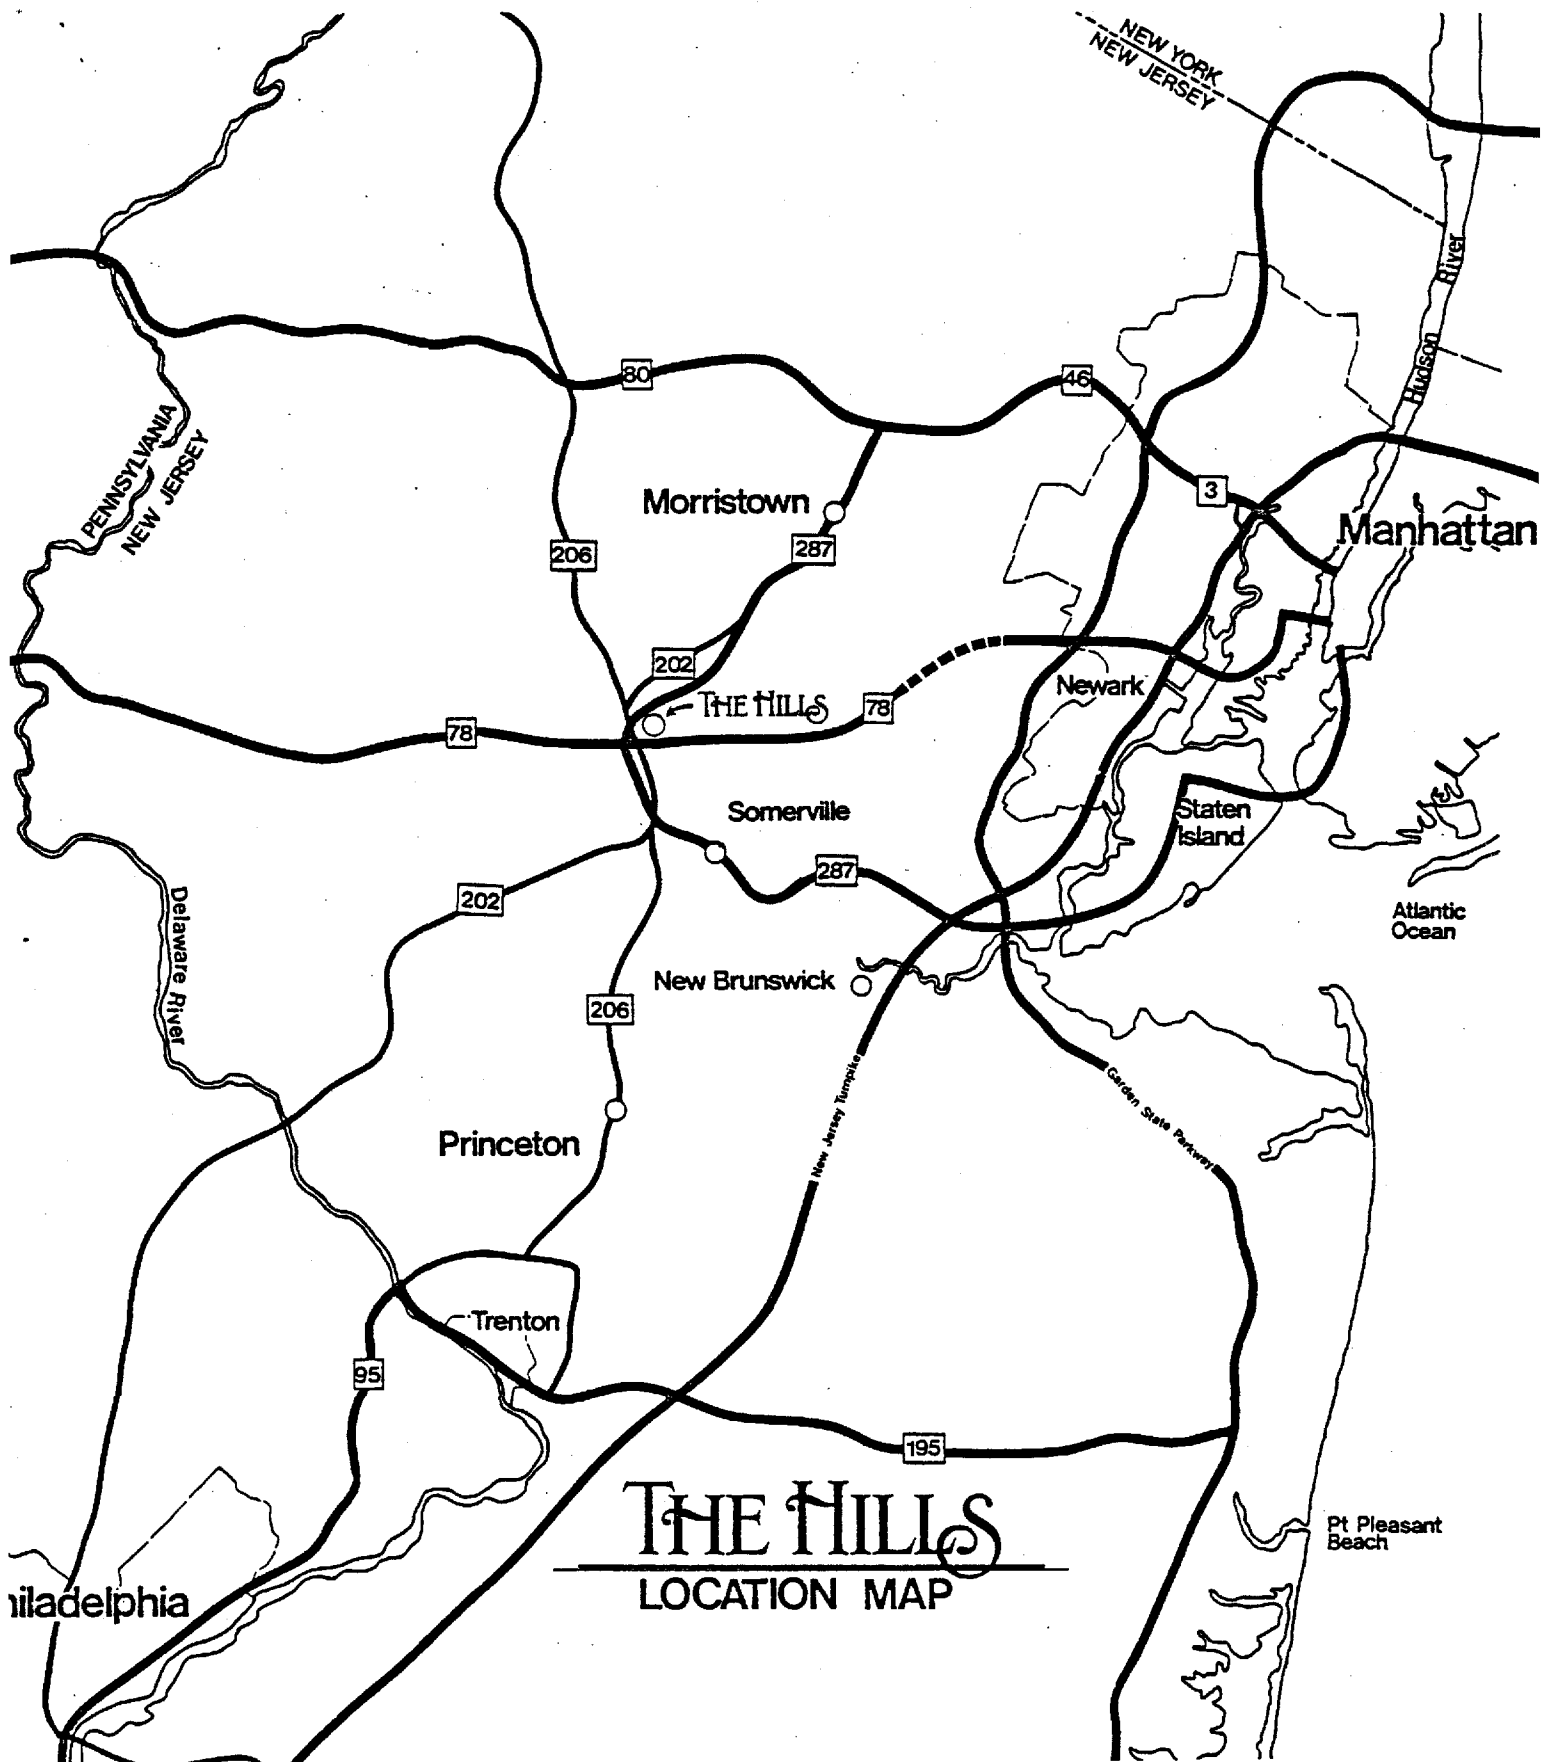 NEW YORK
NEW JERSEY
Hudson River
80
46
PENNSYLVANIA
NEW JERSEY
Morristown
3
Manhattan
206
287
202
THE HILLS
Newark
78
78
Somerville
Staten
Island
287
202
Delaware River
Atlantic
Ocean
New Brunswick
206
New Jersey Turnpike
Garden State Parkway
Princeton
Trenton
95
195
THE HILLS
LOCATION MAP
Pt Pleasant
Beach
hiladelphia